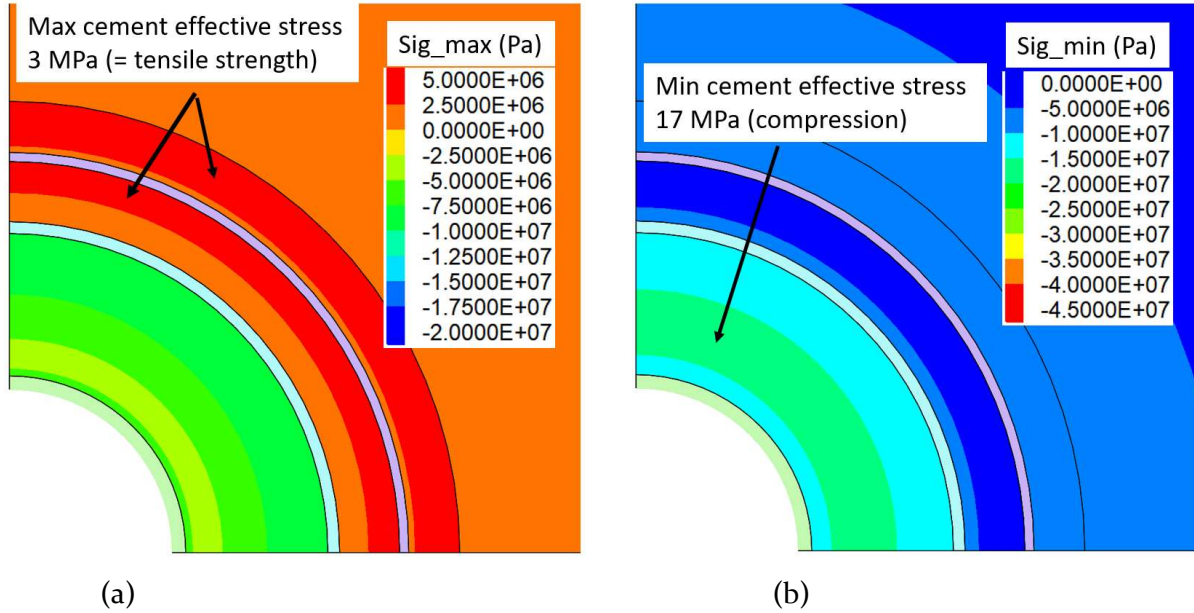 Max cement effective stress
3 MPa (= tensile strength)
Sig_max (Pa)
5.0000E+06
2.5000E+06
0.0000E+00
-2.5000E+06
-5.0000E+06
-7.5000E+06
-1.0000E+07
-1.2500E+07
-1.5000E+07
-1.7500E+07
-2.0000E+07
(a)
Min cement effective stress
17 MPa (compression)
Sig_min (Pa)
0.0000E+00
-5.0000E+06
-1.0000E+07
-1.5000E+07
-2.0000E+07
-2.5000E+07
-3.0000E+07
-3.5000E+07
-4.0000E+07
-4.5000E+07
(b)